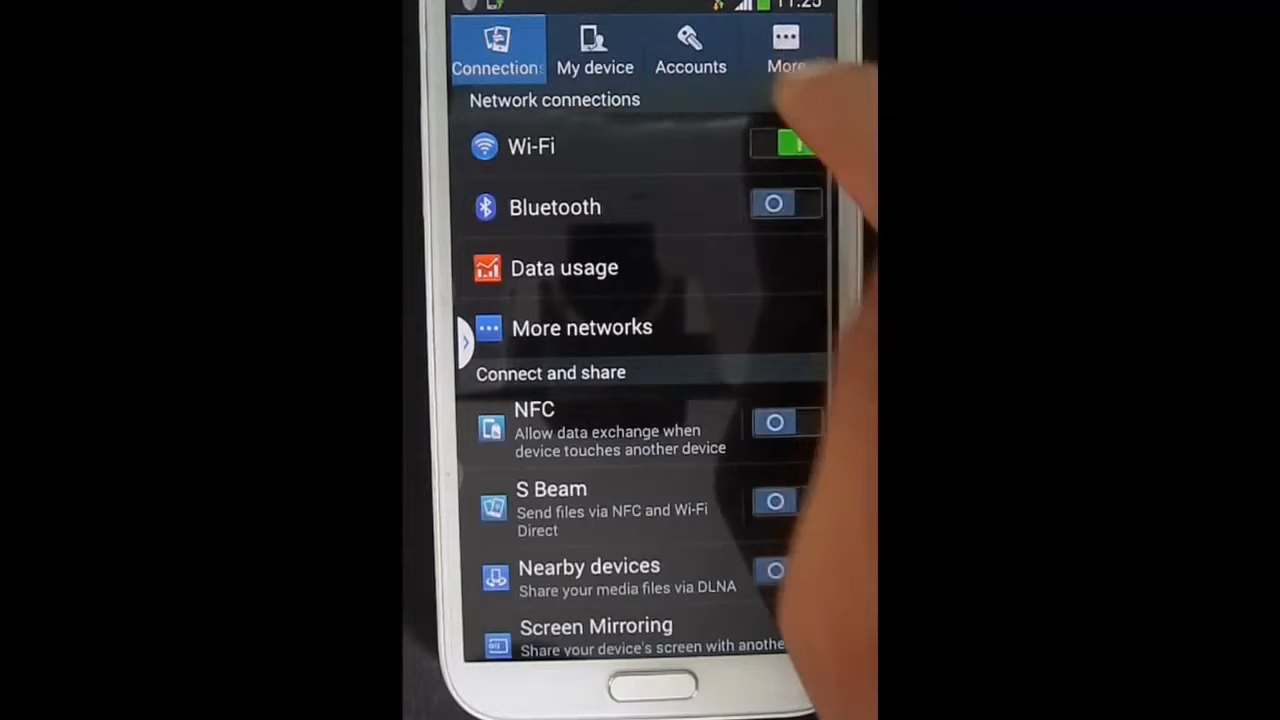 11:25
Connections
My device
Accounts
More
Network connections
Wi-Fi
Bluetooth
Data usage
More networks
Connect and share
NFC
Allow data exchange when
device touches another device
S Beam
Send files via NFC and Wi-Fi
Direct
Nearby devices
Share your media files via DLNA
Screen Mirroring
Share your device's screen with anothe